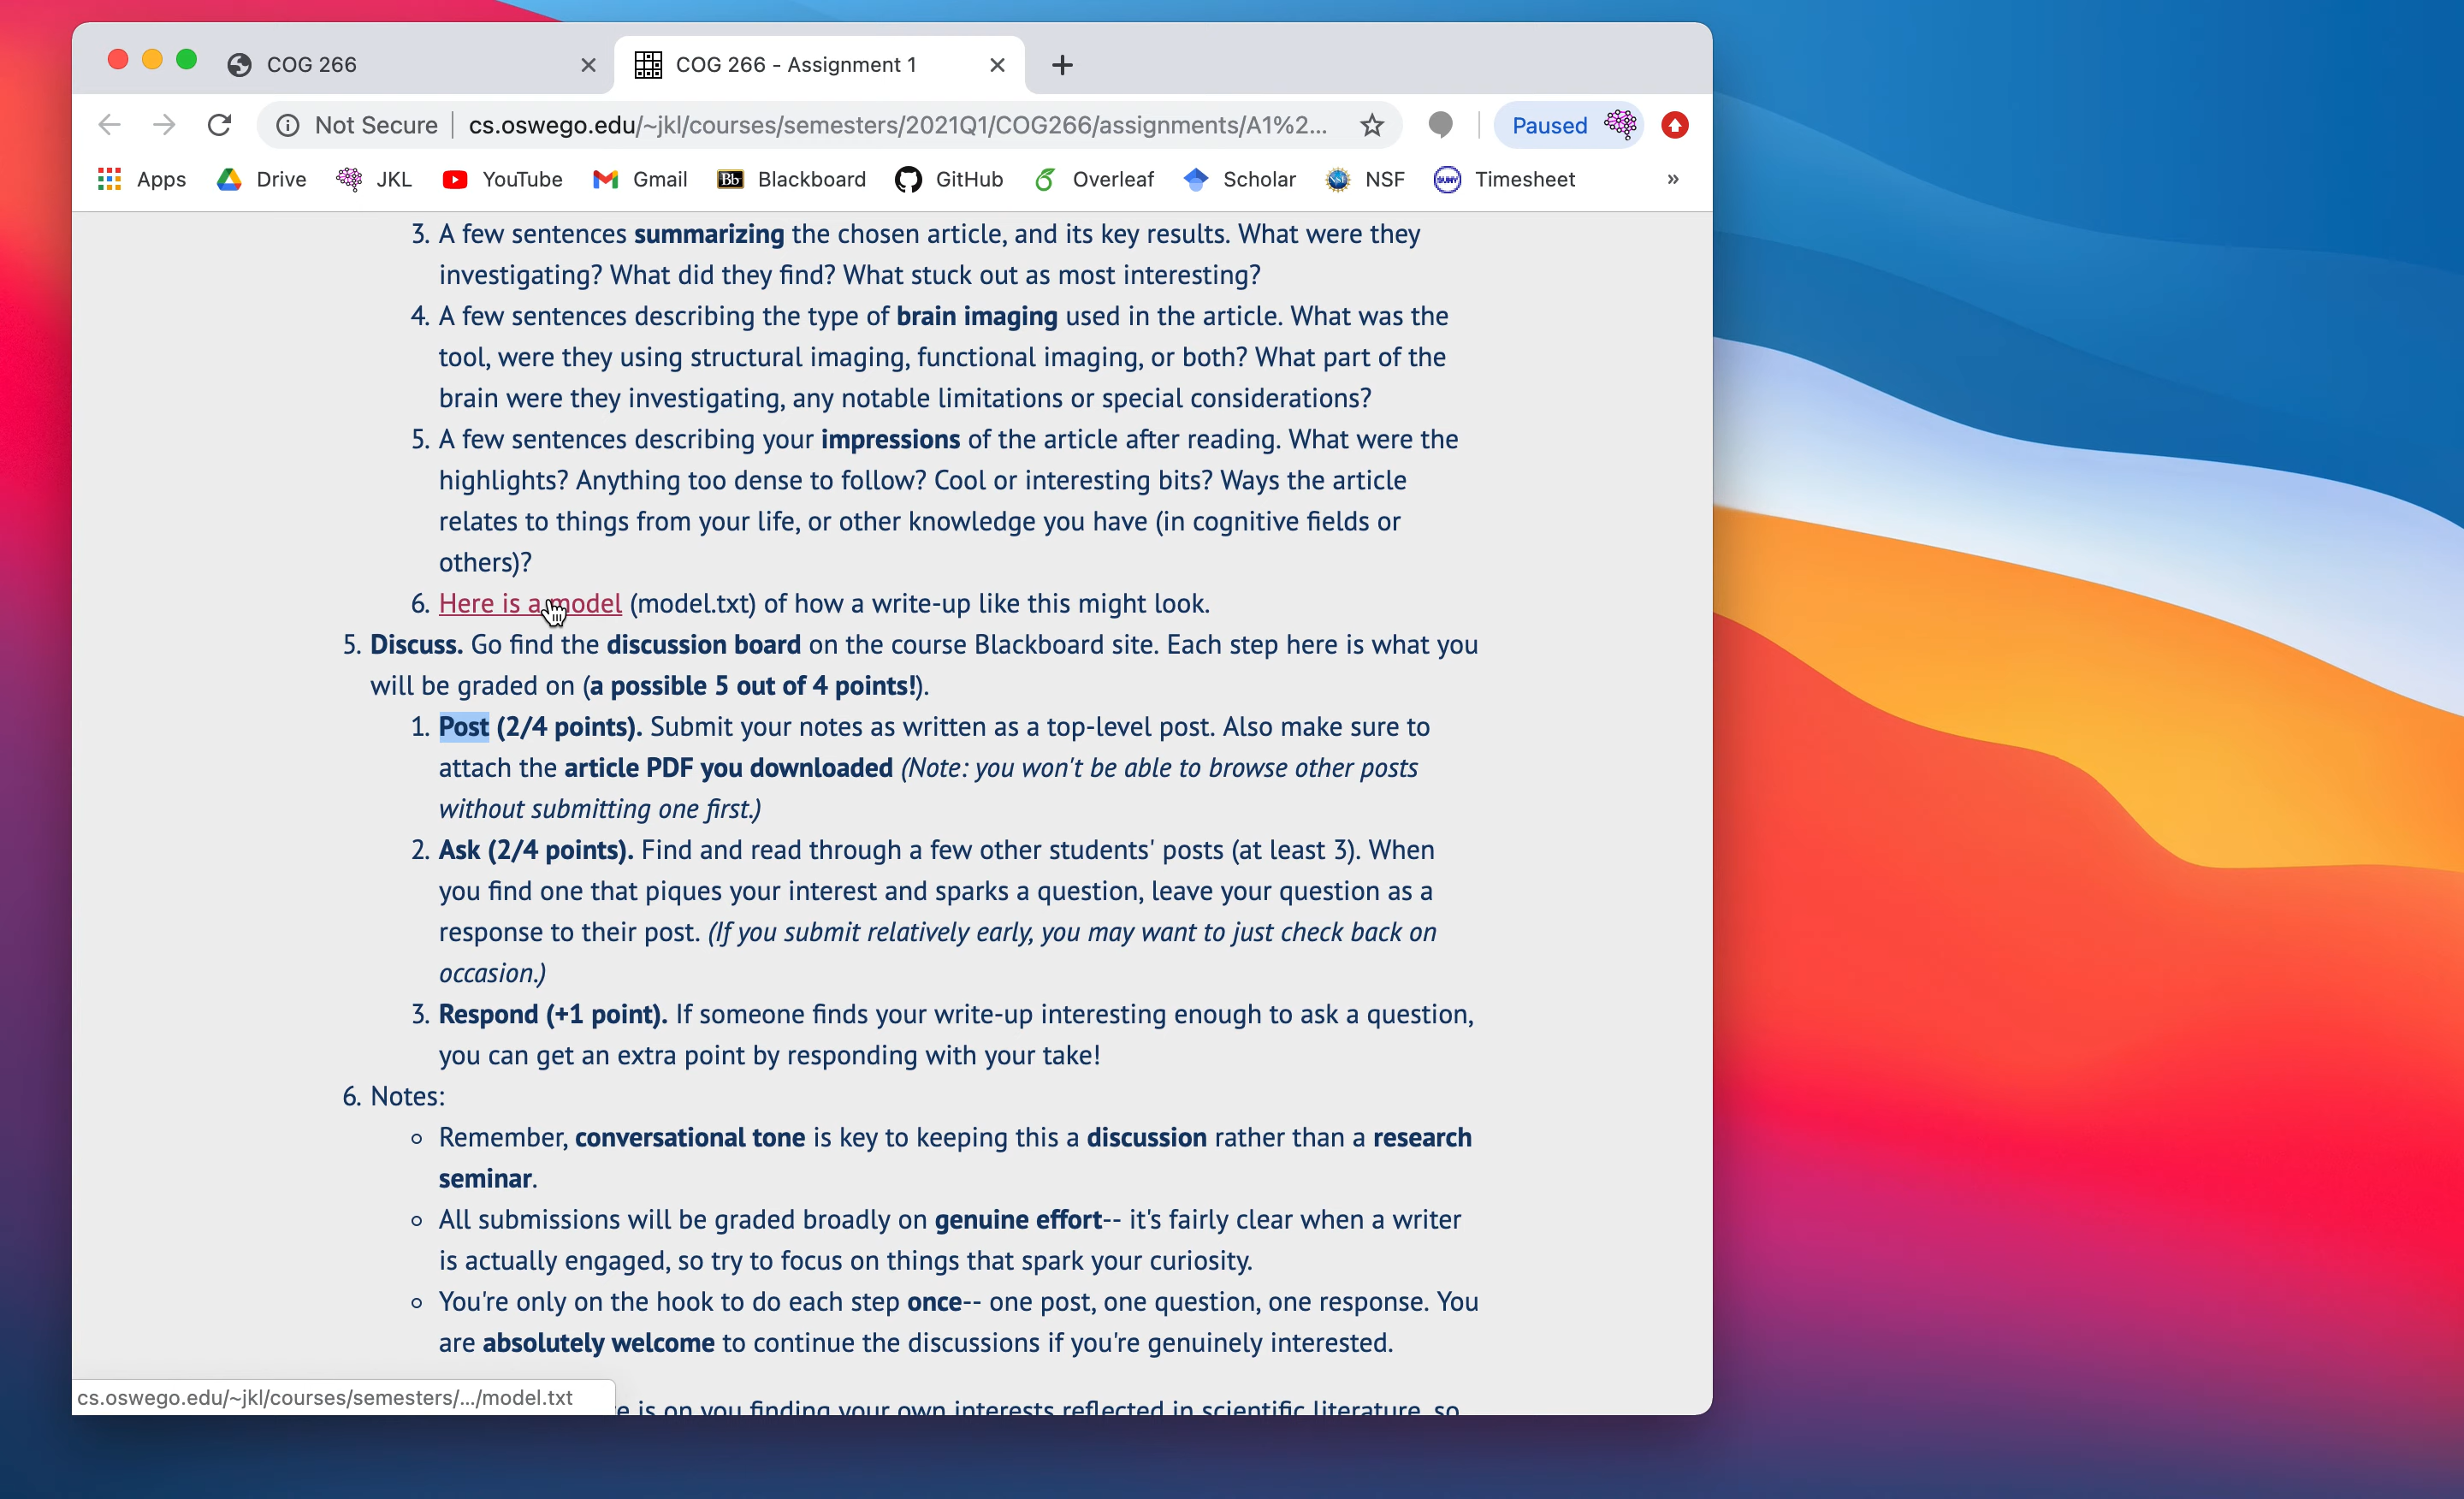 COG 266
COG 266 - Assignment 1
Not Secure
cs.oswego.edu/~jkl/courses/semesters/2021Q1/COG266/assignments/A1%2...
Paused
Apps
Drive
JKL
YouTube
Gmail
Bb
Blackboard
GitHub
Overleaf
Scholar
NSF
NSF
SUNY
Timesheet
»
3. A few sentences summarizing the chosen article, and its key results. What were they
investigating? What did they find? What stuck out as most interesting?
4. A few sentences describing the type of brain imaging used in the article. What was the
tool, were they using structural imaging, functional imaging, or both? What part of the
brain were they investigating, any notable limitations or special considerations?
5. A few sentences describing your impressions of the article after reading. What were the
highlights? Anything too dense to follow? Cool or interesting bits? Ways the article
relates to things from your life, or other knowledge you have (in cognitive fields or
others)?
6. Here is a model (model.txt) of how a write-up like this might look.
5. Discuss. Go find the discussion board on the course Blackboard site. Each step here is what you
will be graded on (a possible 5 out of 4 points!).
1. Post (2/4 points). Submit your notes as written as a top-level post. Also make sure to
attach the article PDF you downloaded (Note: you won't be able to browse other posts
without submitting one first.)
2. Ask (2/4 points). Find and read through a few other students' posts (at least 3). When
you find one that piques your interest and sparks a question, leave your question as a
response to their post. (If you submit relatively early, you may want to just check back on
occasion.)
3. Respond (+1 point). If someone finds your write-up interesting enough to ask a question,
you can get an extra point by responding with your take!
6. Notes:
Remember, conversational tone is key to keeping this a discussion rather than a research
seminar.
All submissions will be graded broadly on genuine effort-- it's fairly clear when a writer
is actually engaged, so try to focus on things that spark your curiosity.
You're only on the hook to do each step once-- one post, one question, one response. You
are absolutely welcome to continue the discussions if you're genuinely interested.
cs.oswego.edu/~jkl/courses/semesters/.../model.txt
e is on you finding your own interests reflected in scientific literature, so